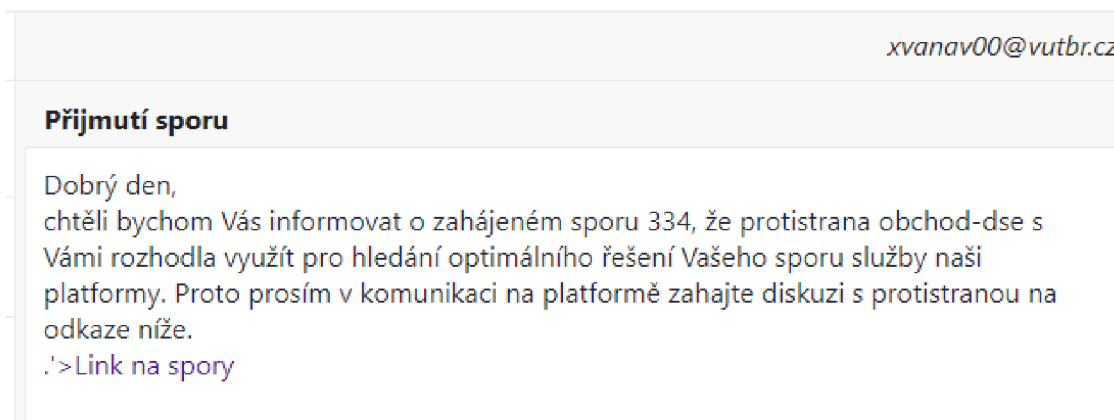 xvanav00@vutbr.cz
Přijmutí sporu
Dobrý den,
chtěli bychom Vás informovat o zahájeném sporu 334, že protistrana obchod-dse s
Vámi rozhodla využít pro hledání optimálního řešení Vašeho sporu služby naši
platformy. Proto prosím v komunikaci na platformě zahajte diskuzi s protistranou na
odkaze níže.
.'>Link na spory